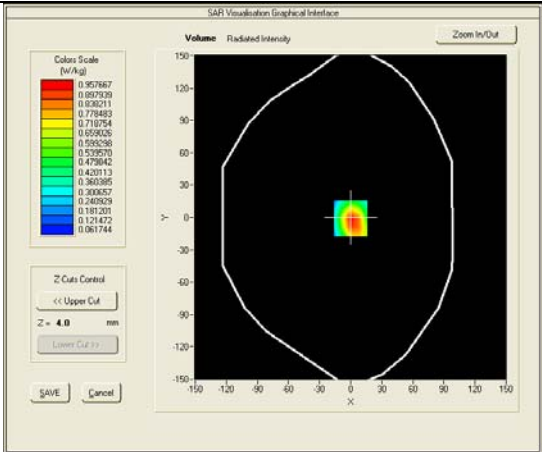 SAR Visualisation Graphical Interface
Volume Radiated Intensity
Zoom In/Out
Colors Scale
(W/kg)
0.957667
0.897939
0.838211
0.778483
0.718754
0.659026
0.599298
0.539570
0.479842
0.420113
0.360385
0.300657
0.240929
0.181201
0.121472
0.061744
Z-Cuts Control
<< Upper Cut
Z = 4.0 mm
Lower Cut >>
SAVE Cancel
150
120
90
60
30
0
-30
-60
-90
-120
-150
Y
-150 -120 -90 -60 -30 0 30 60 90 120 150
X